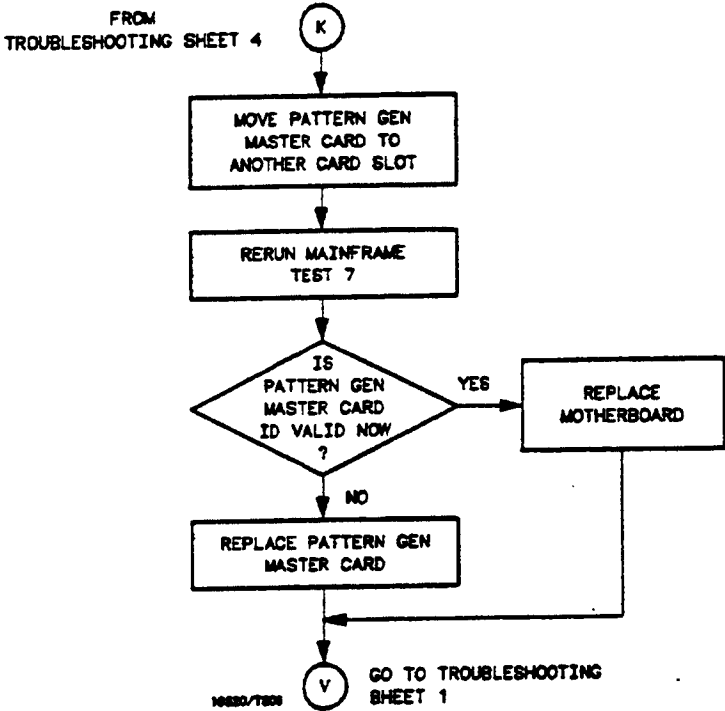 FROM
TROUBLESHOOTING SHEET 4
K
MOVE PATTERN GEN
MASTER CARD TO
ANOTHER CARD SLOT
RERUN MAINFRAME
TEST 7
IS
PATTERN GEN
MASTER CARD
ID VALID NOW
?
YES
REPLACE
MOTHERBOARD
NO
REPLACE PATTERN GEN
MASTER CARD
V
GO TO TROUBLESHOOTING
SHEET 1